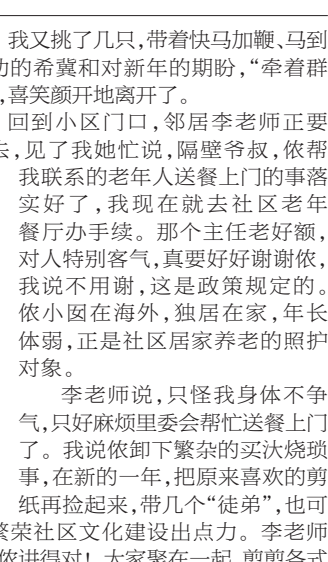 我又挑了几只，带着快马加鞭、马到
功的希冀和对新年的期盼，“牵着群
，喜笑颜开地离开了。
回到小区门口，邻居李老师正要
去，见了我她忙说，隔壁爷叔，侬帮
我联系的老年人送餐上门的事落
实好了，我现在就去社区老年
餐厅办手续。那个主任老好额，
对人特别客气，真要好好谢谢侬，
我说不用谢，这是政策规定的。
侬小囡在海外，独居在家，年长
体弱，正是社区居家养老的照护
对象。
李老师说，只怪我身体不争
气，只好麻烦里委会帮忙送餐上门
了。我说侬卸下繁杂的买汏烧琐
事，在新的一年，把原来喜欢的剪
纸再捡起来，带几个“徒弟”，也可
繁荣社区文化建设出点力。李老师
侬讲得对！大家聚在一起，剪剪各式